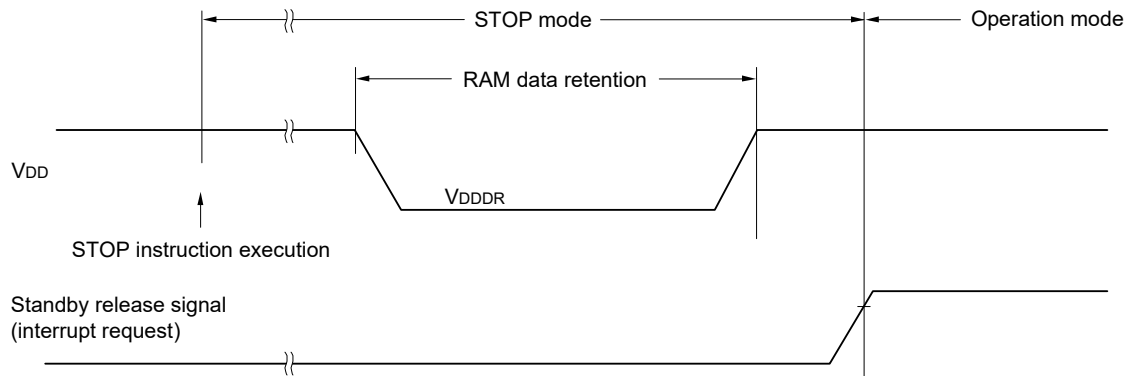 STOP mode
Operation mode
RAM data retention
VDD
VDDDR
STOP instruction execution
Standby release signal
(interrupt request)